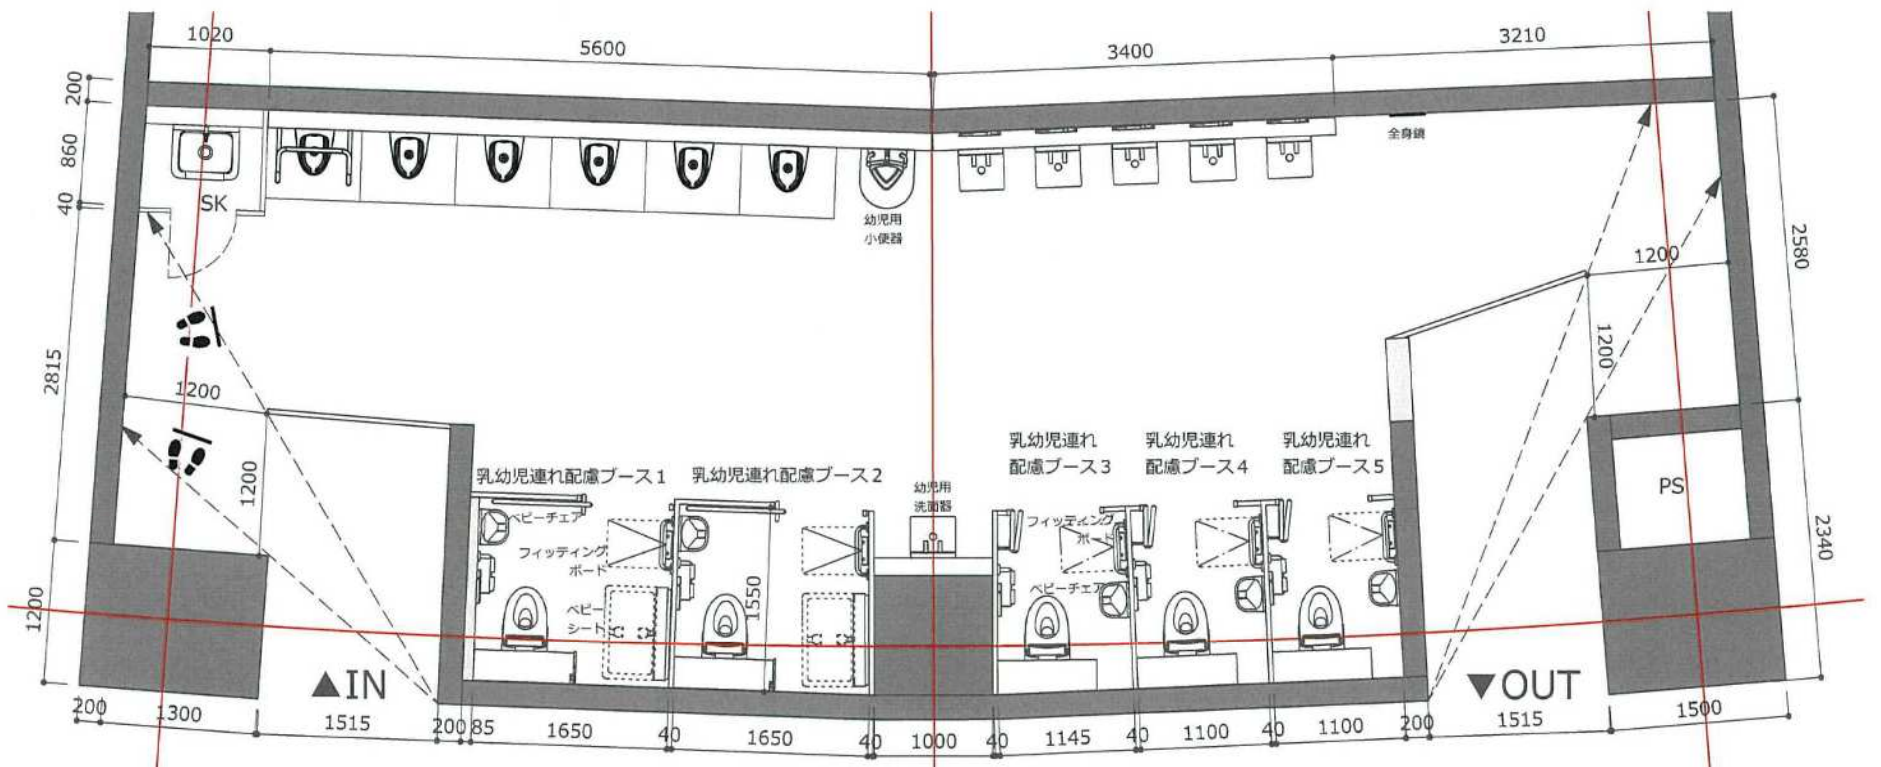 1020
5600
3400
3210
200
860
40
2815
1200
SK
幼児用
小便器
全身鏡
2580
1200
1200
2340
PS
1200
1200
乳幼児連れ配慮ブース1
乳幼児連れ配慮ブース2
乳幼児連れ
配慮ブース3
乳幼児連れ
配慮ブース4
乳幼児連れ
配慮ブース5
幼児用
洗面器
ベビーチェア
フィッティング
ボード
ベビー
シート
1550
フィッティング
ボード
ベビーチェア
▲IN
▼OUT
200
1300
1515
200
85
1650
40
1650
40
1000
40
1145
40
1100
40
1100
200
1515
1500